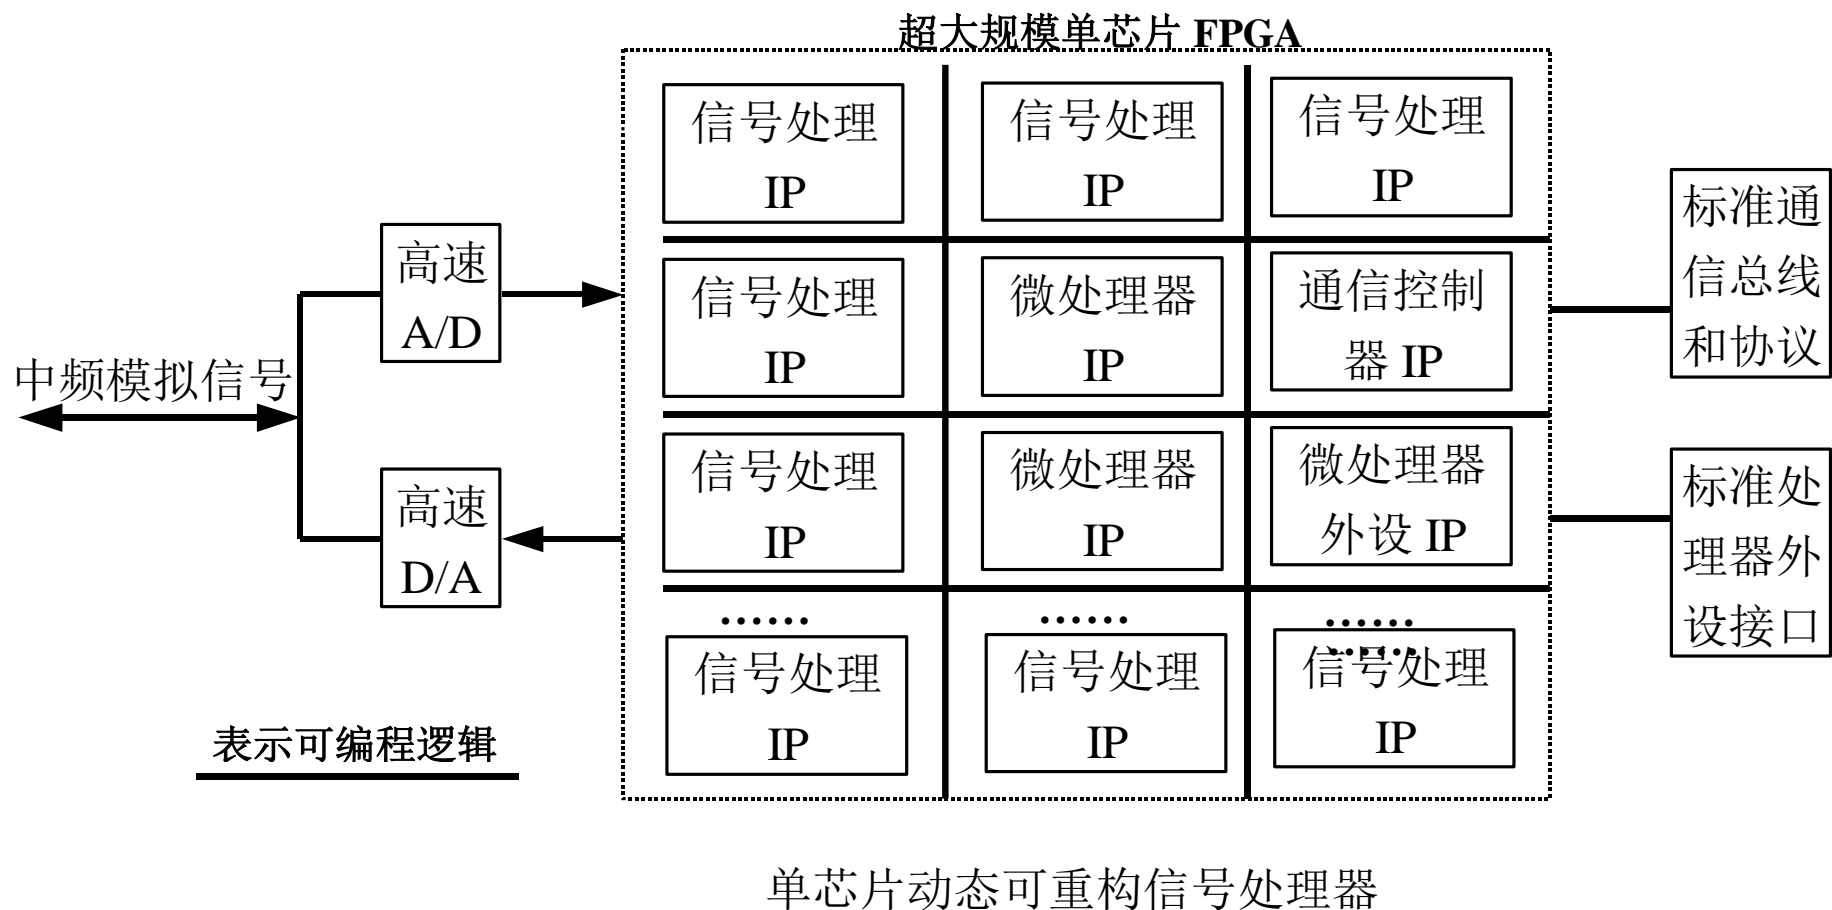 超大规模单芯片 FPGA
信号处理
IP
信号处理
IP
信号处理
IP
信号处理
IP
微处理器
IP
通信控制
器 IP
信号处理
IP
微处理器
IP
微处理器
外设 IP
……
……
……
……
信号处理
IP
信号处理
IP
信号处理
IP
高速
A/D
中频模拟信号
高速
D/A
标准通
信总线
和协议
标准处
理器外
设接口
表示可编程逻辑
单芯片动态可重构信号处理器